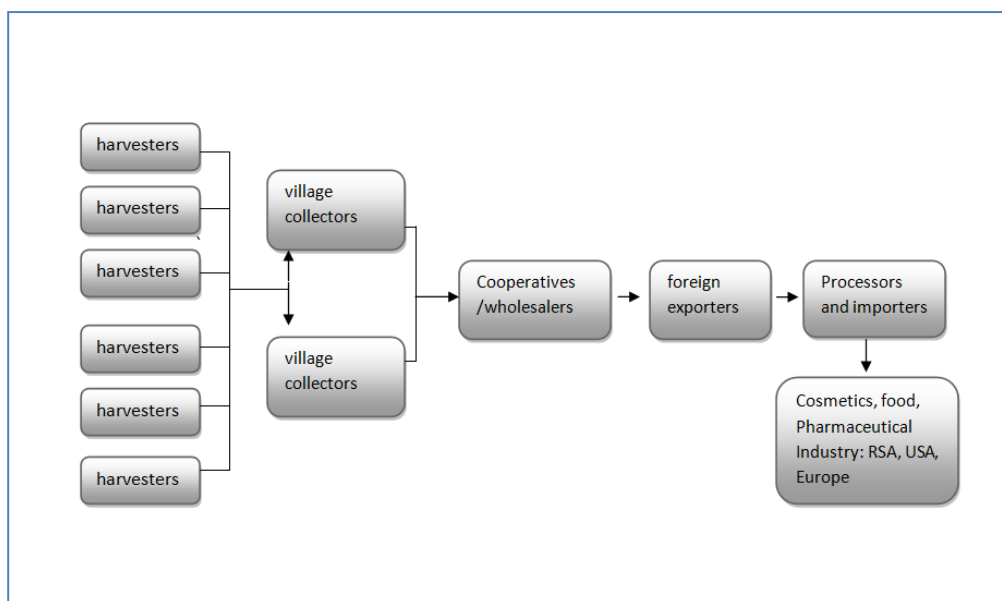 harvesters
harvesters
harvesters
harvesters
harvesters
harvesters
village
collectors
village
collectors
Cooperatives
/wholesalers
foreign
exporters
Processors
and importers
Cosmetics, food,
Pharmaceutical
Industry: RSA, USA,
Europe